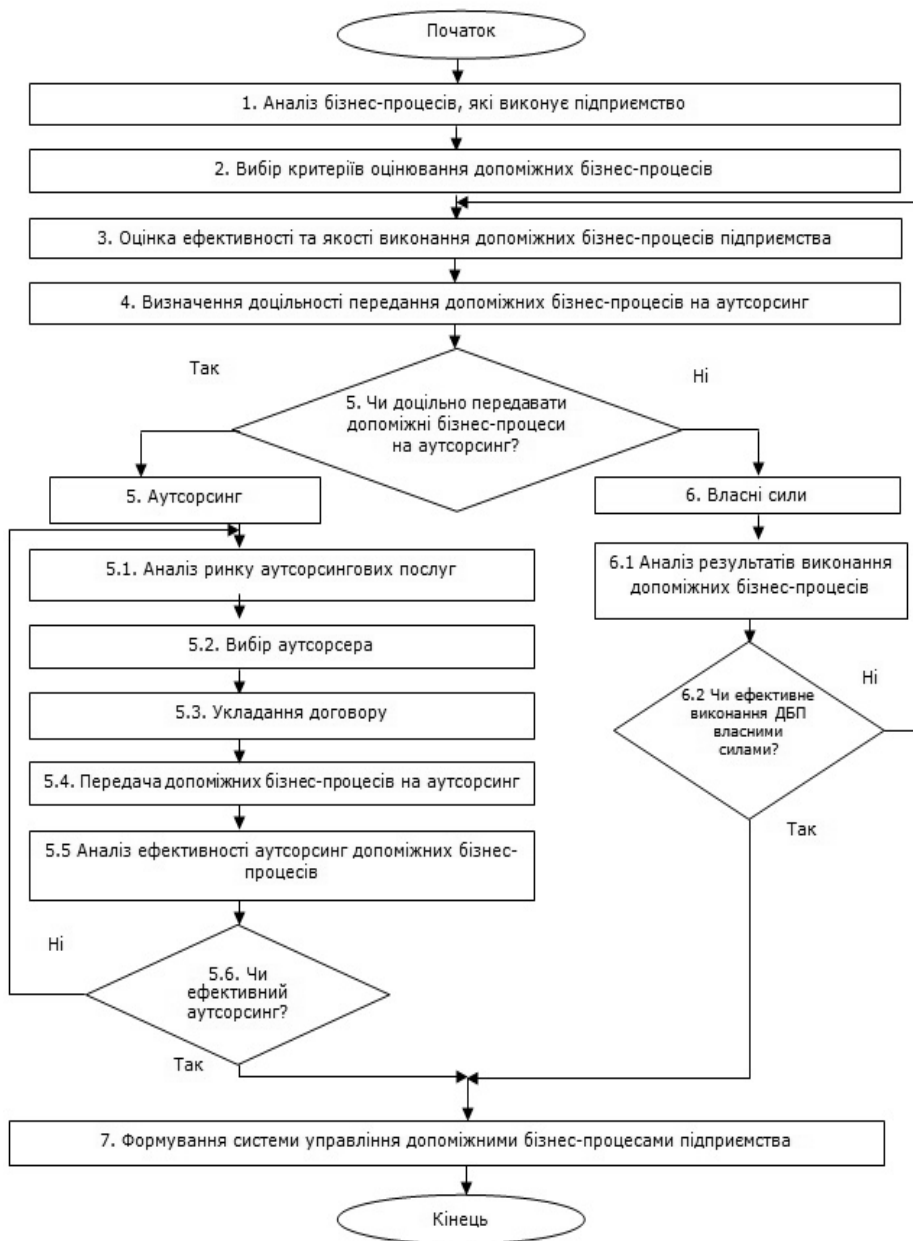 Початок
1. Аналіз бізнес-процесів, які виконує підприємство
2. Вибір критеріїв оцінювання допоміжних бізнес-процесів
3. Оцінка ефективності та якості виконання допоміжних бізнес-процесів підприємства
4. Визначення доцільності передання допоміжних бізнес-процесів на аутсорсинг
Так
Ні
5. Чи доцільно передавати
допоміжні бізнес-процеси
на аутсорсинг?
5. Аутсорсинг
5.1. Аналіз ринку аутсорсингових послуг
5.2. Вибір аутсорсера
5.3. Укладання договору
5.4. Передача допоміжних бізнес-процесів на аутсорсинг
5.5 Аналіз ефективності аутсорсинг допоміжних бізнес-
процесів
Ні
5.6. Чи
ефективний
аутсорсинг?
Так
6. Власні сили
6.1 Аналіз результатів виконання
допоміжних бізнес-процесів
Ні
6.2 Чи ефективне
виконання ДБП
власними
силами?
Так
7. Формування системи управління допоміжними бізнес-процесами підприємства
Кінець